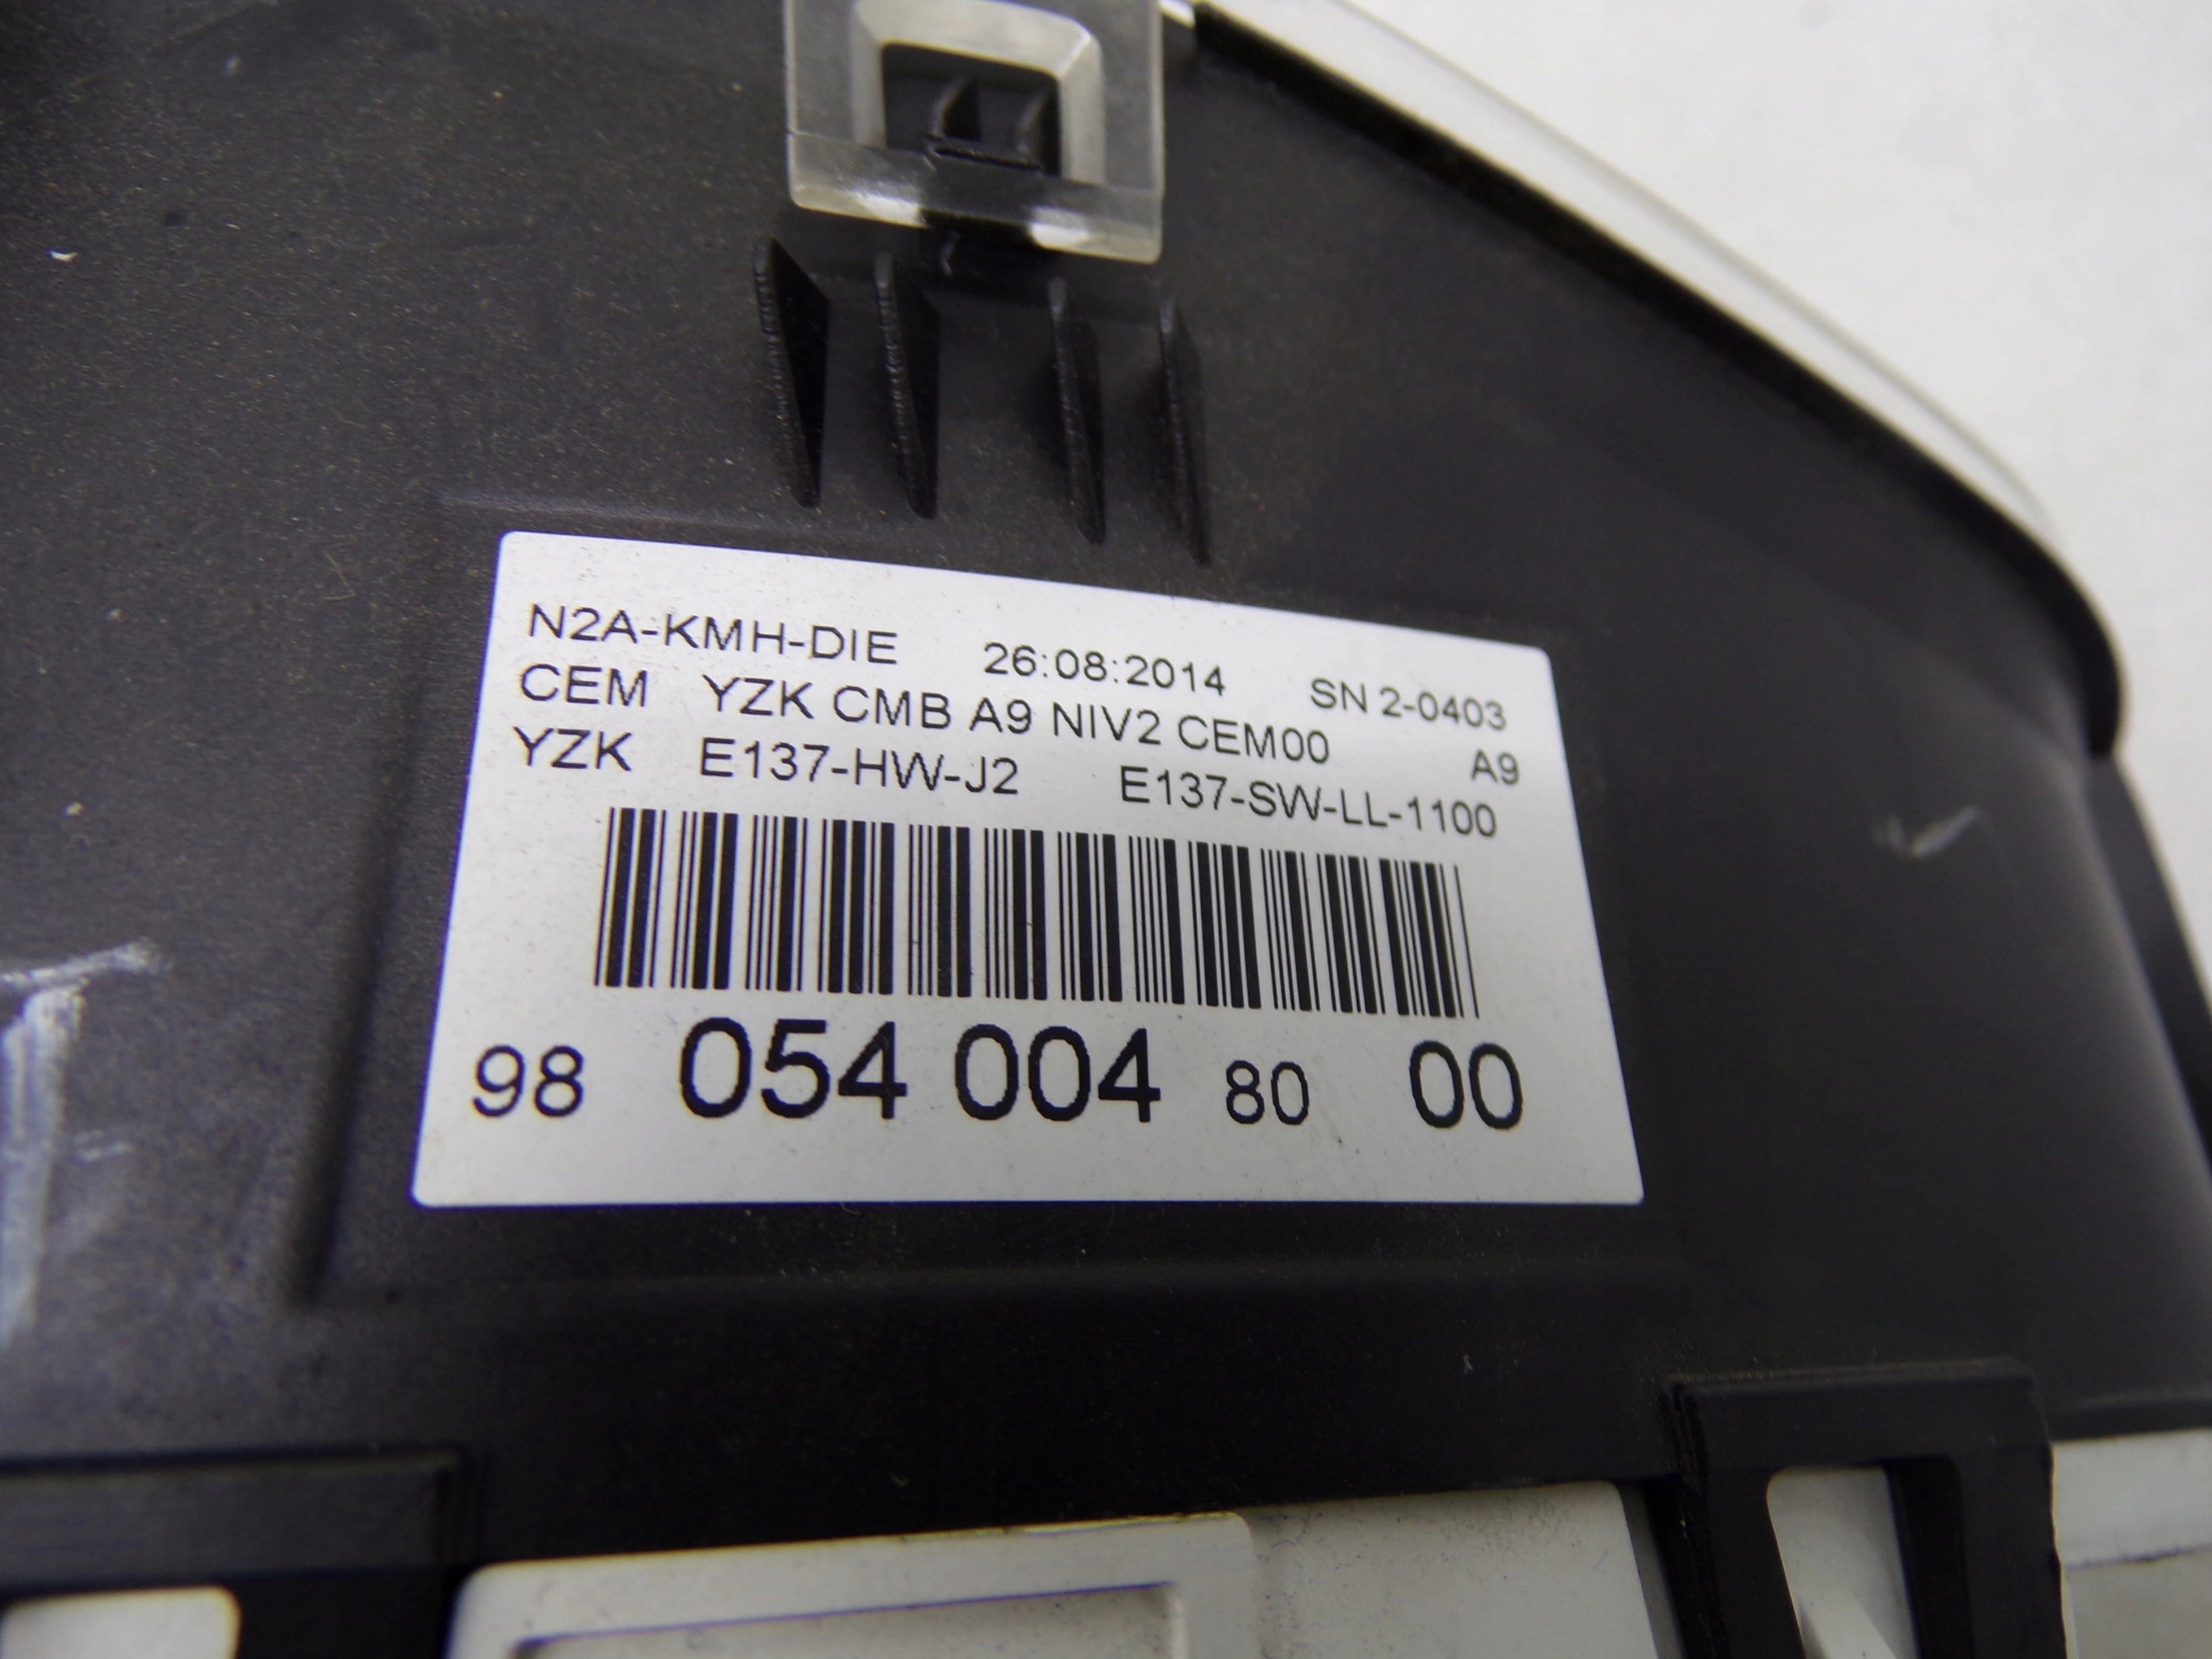 N2A-KMH-DIE 26:08:2014 SN 2-0403
CEM YZK CMB A9 NIV2 CEM00 A9
YZK E137-HW-J2 E137-SW-LL-1100
98 054 004 80 00